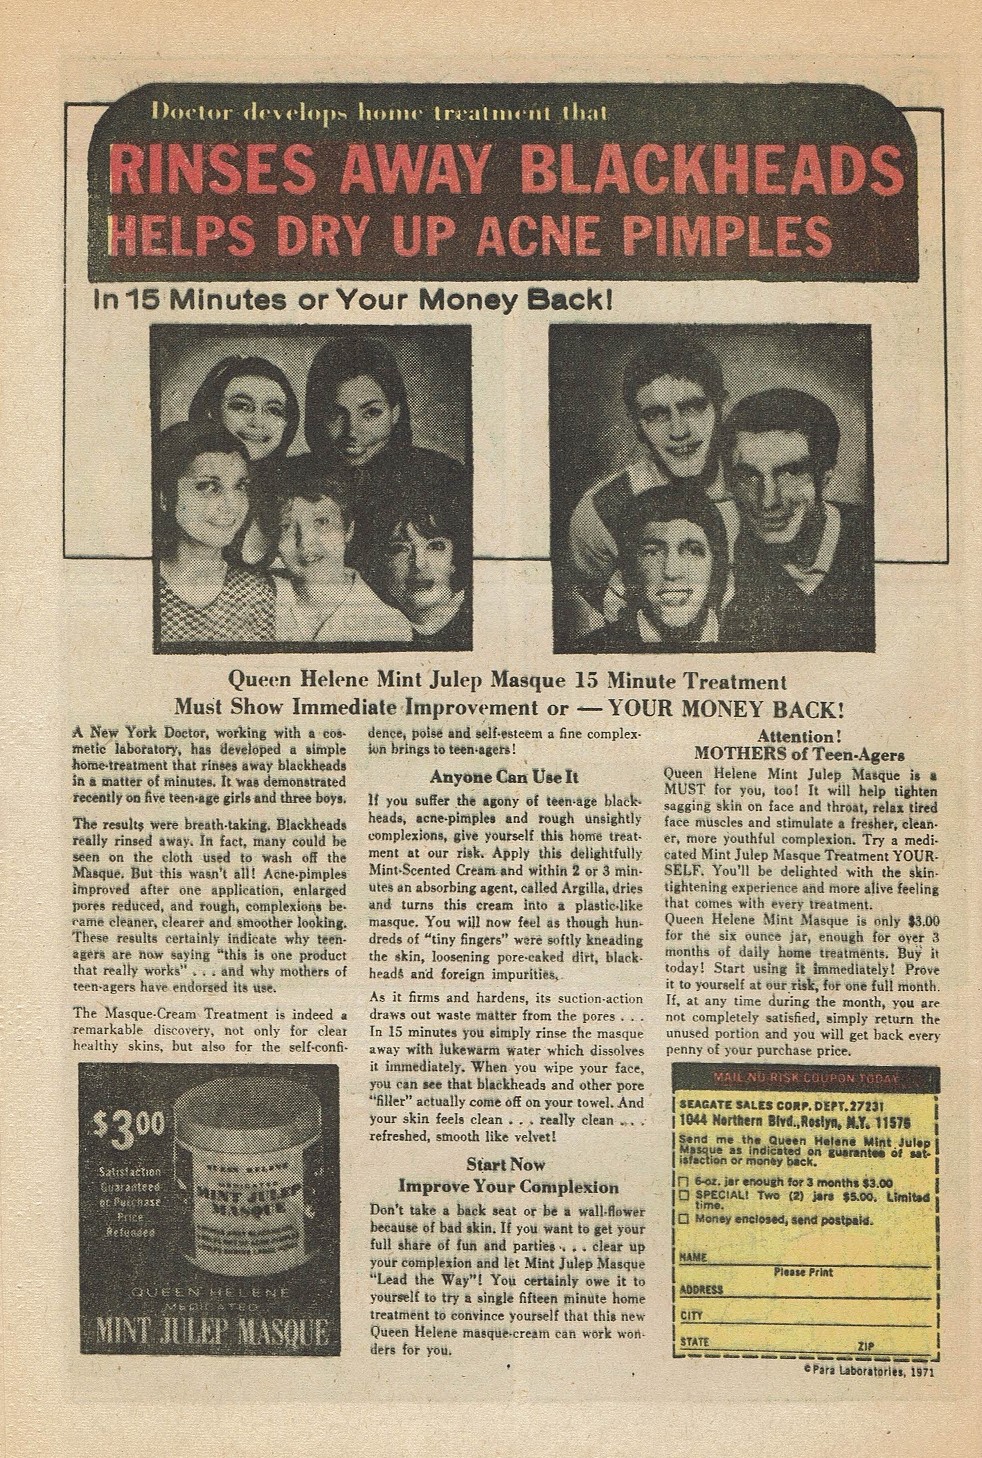 Doctor develops home treatment that
RINSES AWAY BLACKHEADS
HELPS DRY UP ACNE PIMPLES
In 15 Minutes or Your Money Back!
Queen Helene Mint Julep Masque 15 Minute Treatment
Must Show Immediate Improvement or — YOUR MONEY BACK!
A New York Doctor, working with a cos-
metic laboratory, has developed a simple
home-treatment that rinses away blackheads
in a matter of minutes. It was demonstrated
recently on five teen-age girls and three boys.
The results were breath-taking. Blackheads
really rinsed away. In fact, many could be
seen on the cloth used to wash off the
Masque. But this wasn't all! Acne-pimples
improved after one application, enlarged
pores reduced, and rough, complexions be-
came cleaner, clearer and smoother looking.
These results certainly indicate why teen-
agers are now saying "this is one product
that really works" . . . and why mothers of
teen-agers have endorsed its use.
The Masque-Cream Treatment is indeed a
remarkable discovery, not only for clear
healthy skins, but also for the self-confi-
$3.00
Satisfaction
Guaranteed
or Purchase
Price
Refunded
QUEEN HELENE
MEDICATED
MINT JULEP
MASQUE
QUEEN HELENE
MEDICATED
MINT JULEP MASQUE
dence, poise and self-esteem a fine complex-
ion brings to teen-agers!
Anyone Can Use It
If you suffer the agony of teen-age black-
heads, acne-pimples and rough unsightly
complexions, give yourself this home treat-
ment at our risk. Apply this delightfully
Mint-Scented Cream and within 2 or 3 min-
utes an absorbing agent, called Argilla, dries
and turns this cream into a plastic-like
masque. You will now feel as though hun-
dreds of "tiny fingers" were softly kneading
the skin, loosening pore-caked dirt, black-
heads and foreign impurities.
As it firms and hardens, its suction-action
draws out waste matter from the pores . . .
In 15 minutes you simply rinse the masque
away with lukewarm water which dissolves
it immediately. When you wipe your face,
you can see that blackheads and other pore
"filler" actually come off on your towel. And
your skin feels clean . . . really clean . . .
refreshed, smooth like velvet!
Start Now
Improve Your Complexion
Don't take a back seat or be a wall-flower
because of bad skin. If you want to get your
full share of fun and parties . . . clear up
your complexion and let Mint Julep Masque
"Lead the Way"! You certainly owe it to
yourself to try a single fifteen minute home
treatment to convince yourself that this new
Queen Helene masque-cream can work won-
ders for you.
Attention!
MOTHERS of Teen-Agers
Queen Helene Mint Julep Masque is a
MUST for you, too! It will help tighten
sagging skin on face and throat, relax tired
face muscles and stimulate a fresher, clean-
er, more youthful complexion. Try a medi-
cated Mint Julep Masque Treatment YOUR-
SELF. You'll be delighted with the skin-
tightening experience and more alive feeling
that comes with every treatment.
Queen Helene Mint Masque is only $3.00
for the six ounce jar, enough for over 3
months of daily home treatments. Buy it
today! Start using it immediately! Prove
it to yourself at our risk, for one full month.
If, at any time during the month, you are
not completely satisfied, simply return the
unused portion and you will get back every
penny of your purchase price.
MAIL NO-RISK COUPON TODAY
SEAGATE SALES CORP. DEPT. 27231
1044 Northern Blvd., Roslyn, N.Y. 11576
Send me the Queen Helene Mint Julep
Masque as indicated on guarantee of sat-
isfaction or money back.
6-oz. jar enough for 3 months $3.00
SPECIAL! Two (2) jars $5.00. Limited
time.
Money enclosed, send postpaid.
NAME
Please Print
ADDRESS
CITY
STATE ZIP
© Para Laboratories, 1971